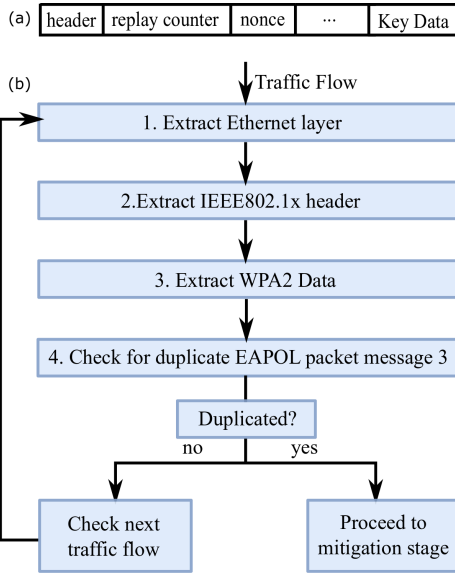 (a) header replay counter nonce ... Key Data
(b)
Traffic Flow
1. Extract Ethernet layer
2.Extract IEEE802.1x header
3. Extract WPA2 Data
4. Check for duplicate EAPOL packet message 3
Duplicated?
no yes
Check next
traffic flow
Proceed to
mitigation stage